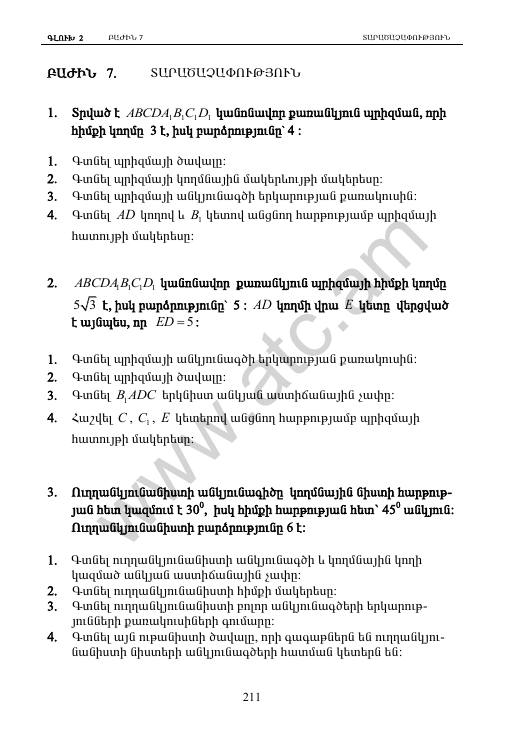 ԳԼՈՒԽ 2 ԲԱԺԻՆ 7 ՏԱՐԱԾԱՉԱՓՈՒԹՅՈՒՆ
ԲԱԺԻՆ 7. ՏԱՐԱԾԱՉԱՓՈՒԹՅՈՒՆ
1. Տրված է ABCDA₁B₁C₁D₁ կանոնավոր քառանկյուն պրիզման, որի
հիմքի կողմը 3 է, իսկ բարձրությունը՝ 4 :
1. Գտնել պրիզմայի ծավալը:
2. Գտնել պրիզմայի կողմնային մակերևույթի մակերեսը:
3. Գտնել պրիզմայի անկյունագծի երկարության քառակուսին:
4. Գտնել AD կողով և B₁ կետով անցնող հարթությամբ պրիզմայի
հատույթի մակերեսը:
2. ABCDA₁B₁C₁D₁ կանոնավոր քառանկյուն պրիզմայի հիմքի կողմը
5√3 է, իսկ բարձրությունը՝ 5 : AD կողմի վրա E կետը վերցված
է այնպես, որ ED = 5 :
1. Գտնել պրիզմայի անկյունագծի երկարության քառակուսին:
2. Գտնել պրիզմայի ծավալը:
3. Գտնել B₁ADC երկնիստ անկյան աստիճանային չափը:
4. Հաշվել C , C₁ , E կետերով անցնող հարթությամբ պրիզմայի
հատույթի մակերեսը:
3. Ուղղանկյունանիստի անկյունագիծը կողմնային նիստի հարթութ-
յան հետ կազմում է 30⁰, իսկ հիմքի հարթության հետ՝ 45⁰ անկյուն:
Ուղղանկյունանիստի բարձրությունը 6 է:
1. Գտնել ուղղանկյունանիստի անկյունագծի և կողմնային կողի
կազմած անկյան աստիճանային չափը:
2. Գտնել ուղղանկյունանիստի հիմքի մակերեսը:
3. Գտնել ուղղանկյունանիստի բոլոր անկյունագծերի երկարութ-
յունների քառակուսիների գումարը:
4. Գտնել այն ութանիստի ծավալը, որի գագաթներն են ուղղանկյու-
նանիստի նիստերի անկյունագծերի հատման կետերն են:
211
www.atc.am